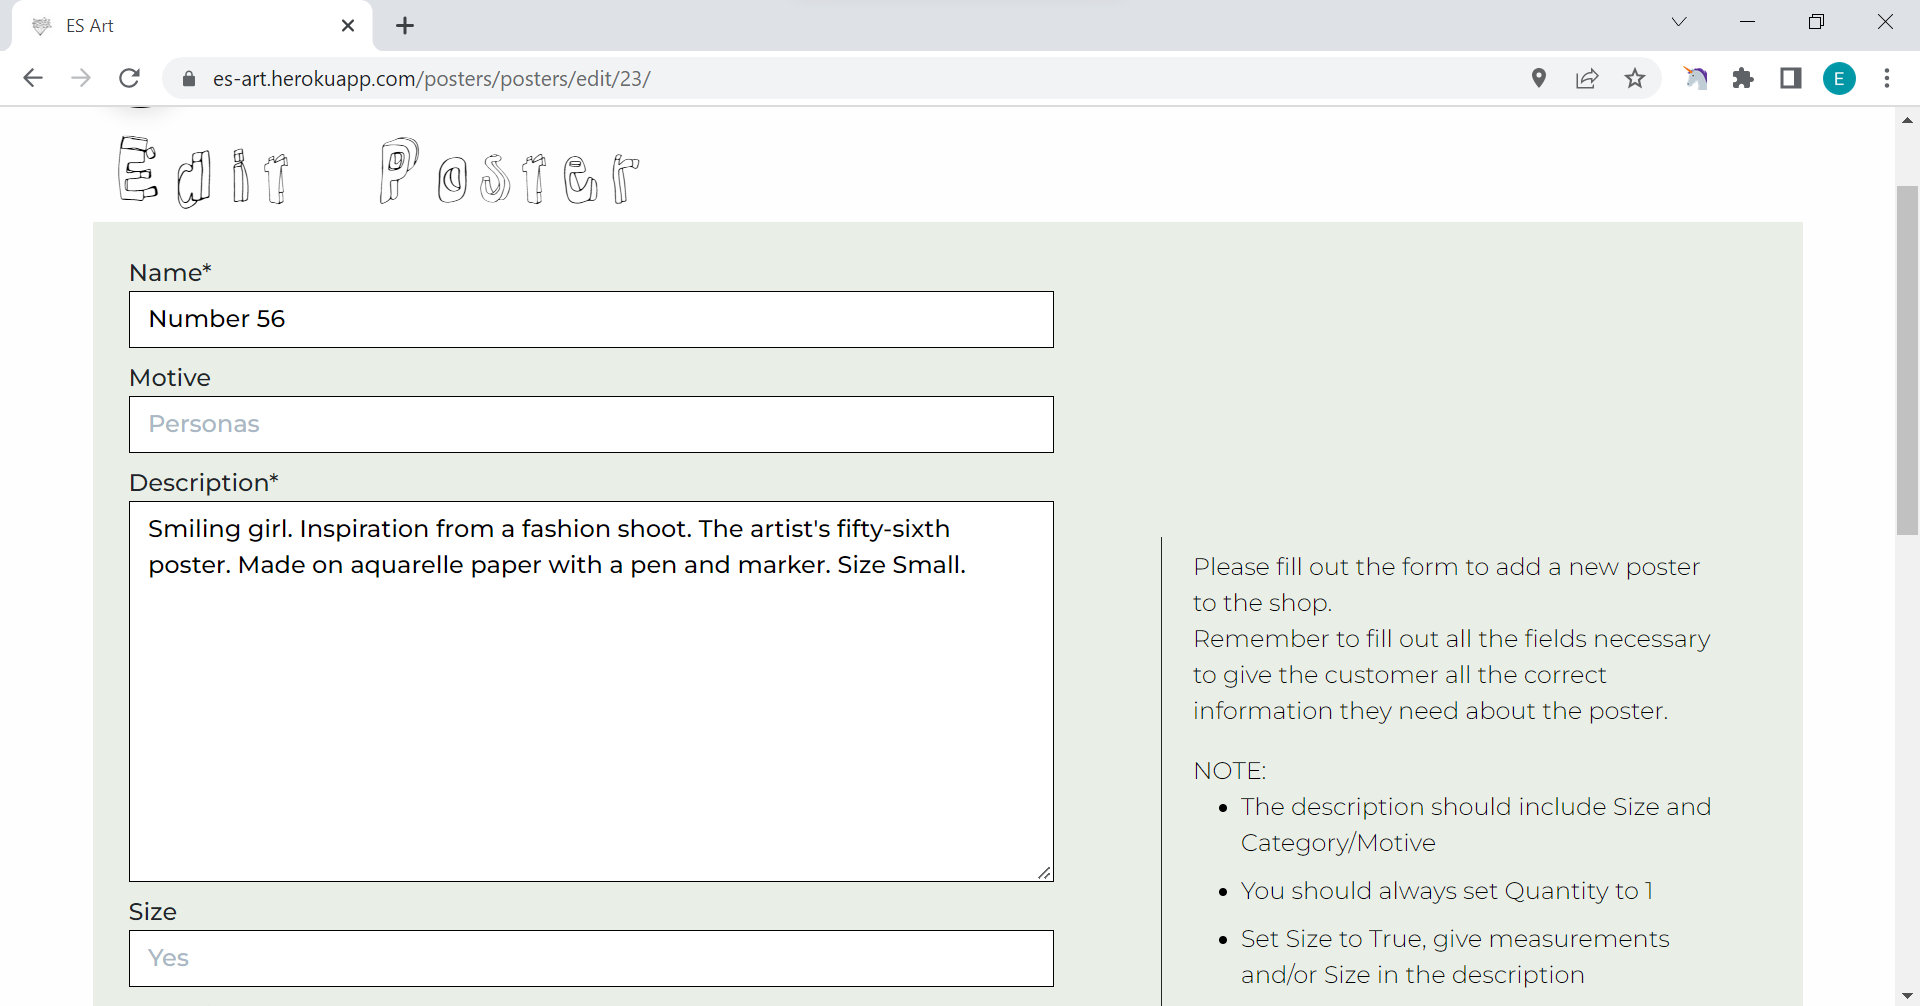 ES Art
es-art.herokuapp.com/posters/posters/edit/23/
E
Edit Poster
Name*
Number 56
Motive
Personas
Description*
Smiling girl. Inspiration from a fashion shoot. The artist's fifty-sixth
poster. Made on aquarelle paper with a pen and marker. Size Small.
Size
Yes
Please fill out the form to add a new poster
to the shop.
Remember to fill out all the fields necessary
to give the customer all the correct
information they need about the poster.
NOTE:
The description should include Size and
Category/Motive
You should always set Quantity to 1
Set Size to True, give measurements
and/or Size in the description